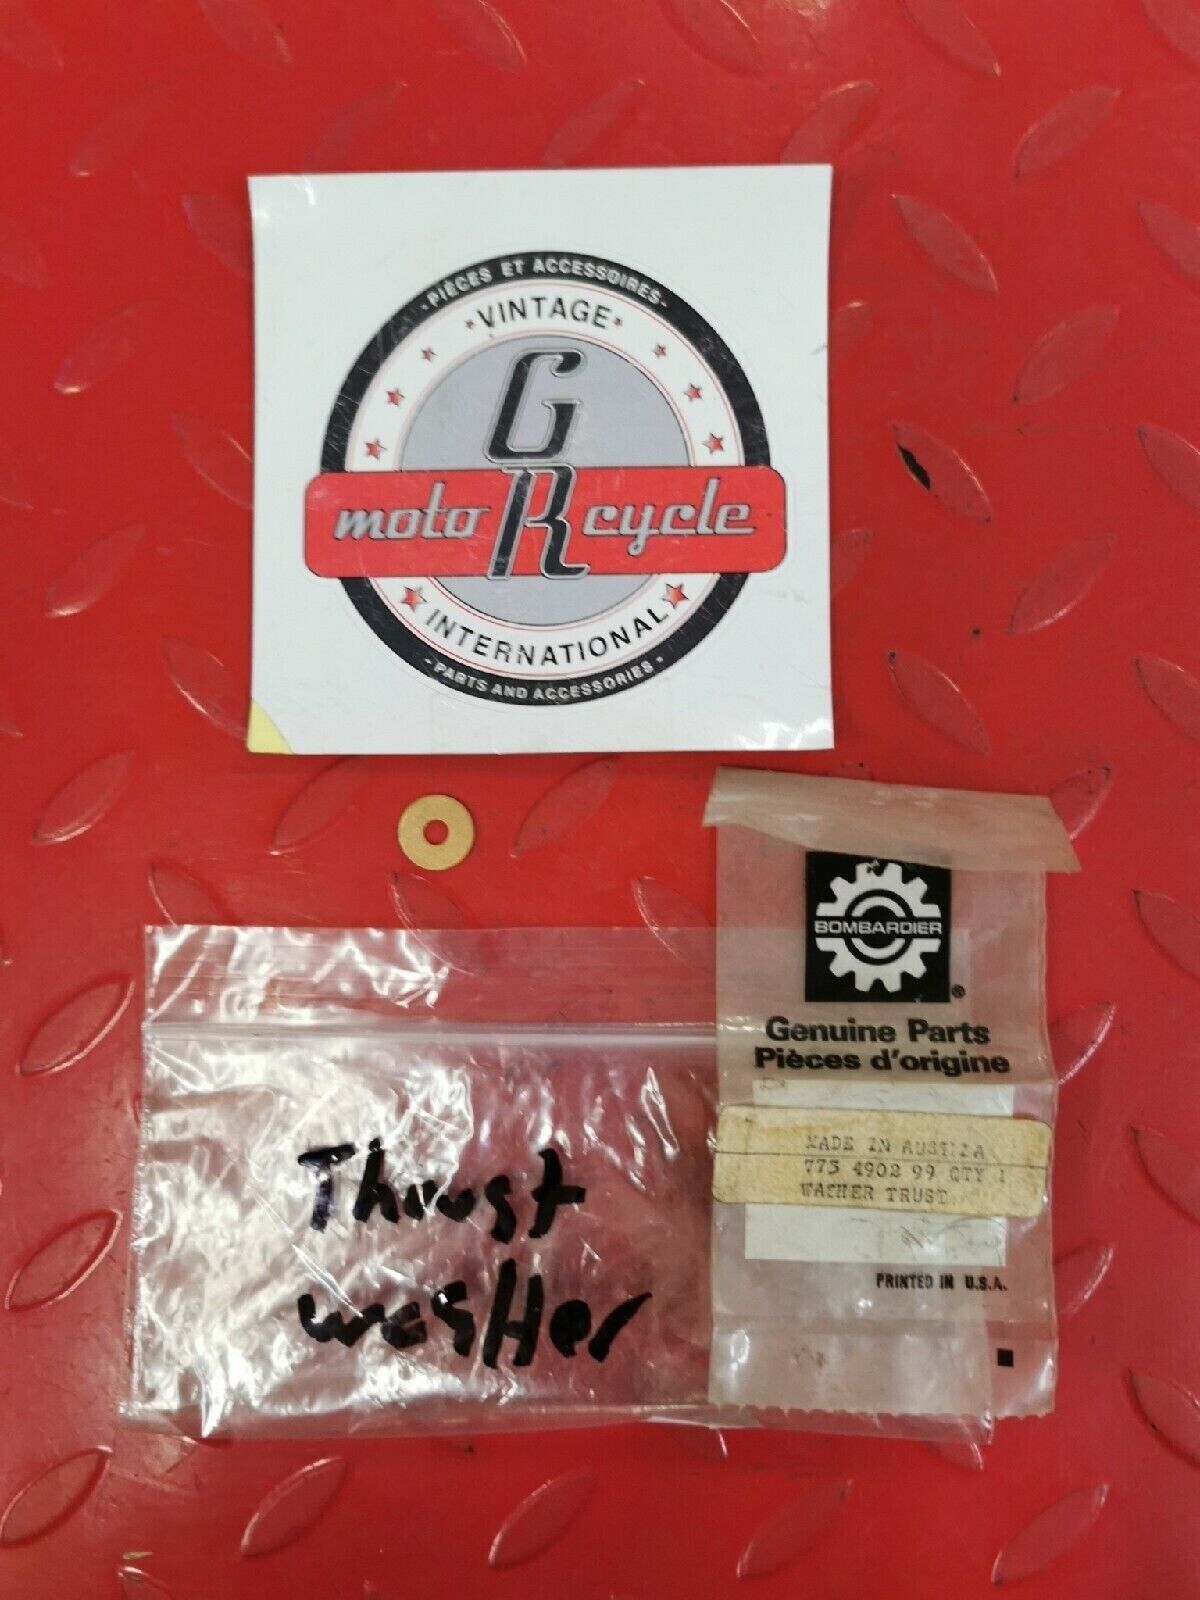 -PIÈCES ET ACCESSOIRES-
VINTAGE
GR
moto cycle
INTERNATIONAL
- PARTS AND ACCESSORIES -
BOMBARDIER
®
Genuine Parts
Pièces d'origine
MADE IN AUSTRIA
775 4902 99 QTY 1
WASHER TRUST
PRINTED IN U.S.A.
Thrust
wasHer